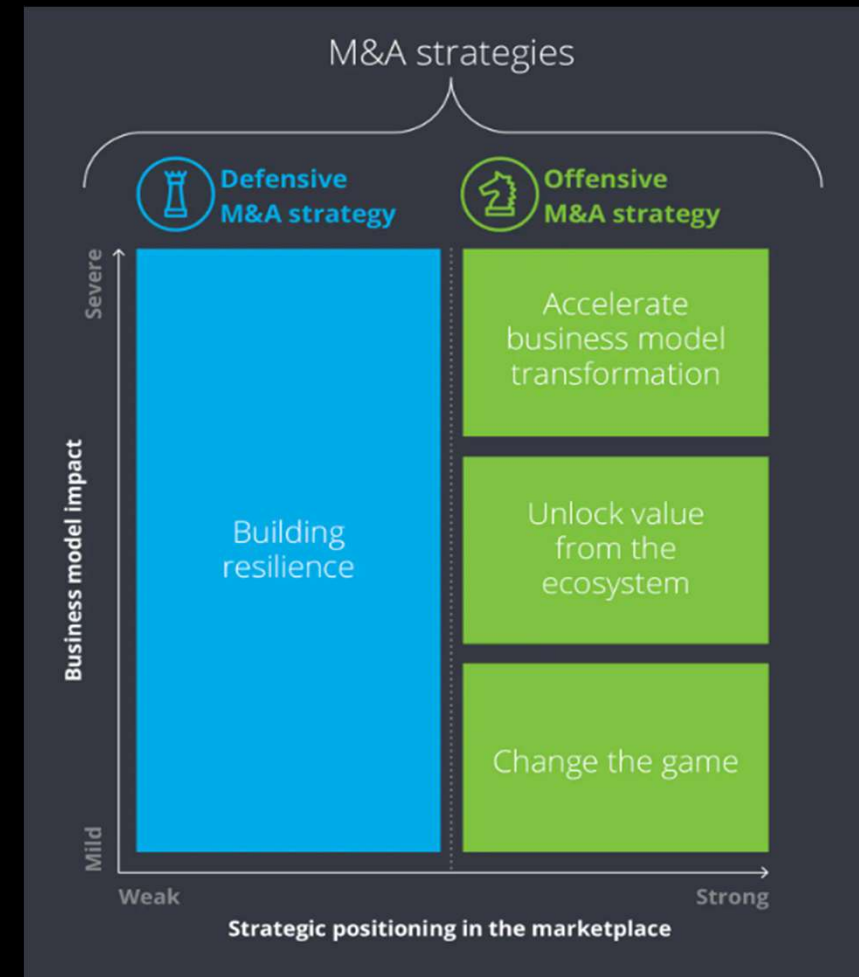 M&A strategies
Defensive
M&A strategy
Offensive
M&A strategy
Severe
Business model impact
Mild
Building
resilience
Accelerate
business model
transformation
Unlock value
from the
ecosystem
Change the game
Weak
Strong
Strategic positioning in the marketplace